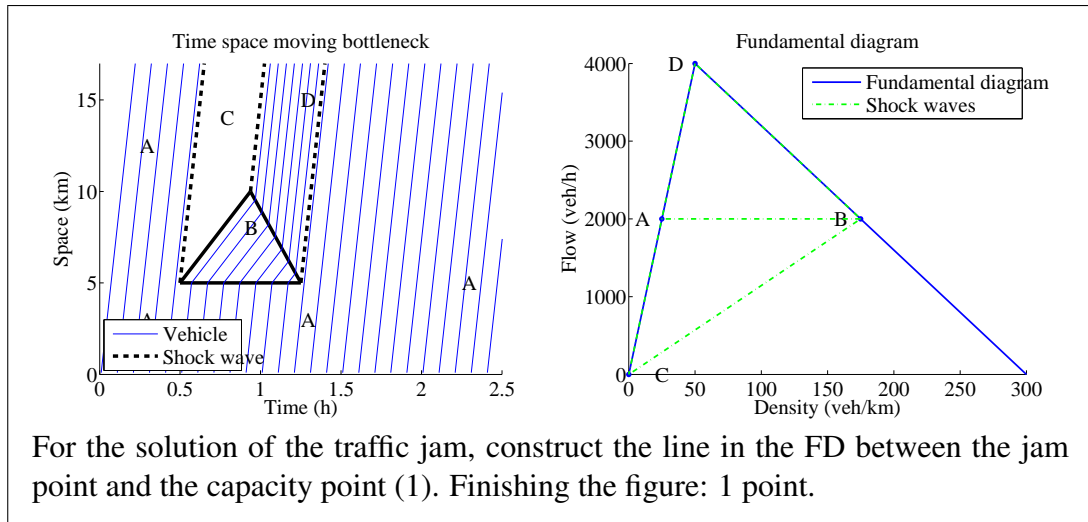 Time space moving bottleneck
15
10
5
0
Space (km)
A
C
D
B
A
A
A
Vehicle
Shock wave
0 0.5 1 1.5 2 2.5
Time (h)
Fundamental diagram
4000
3000
2000
1000
0
Flow (veh/h)
D
A
B
C
Fundamental diagram
Shock waves
0 50 100 150 200 250 300
Density (veh/km)
For the solution of the traffic jam, construct the line in the FD between the jam
point and the capacity point (1). Finishing the figure: 1 point.